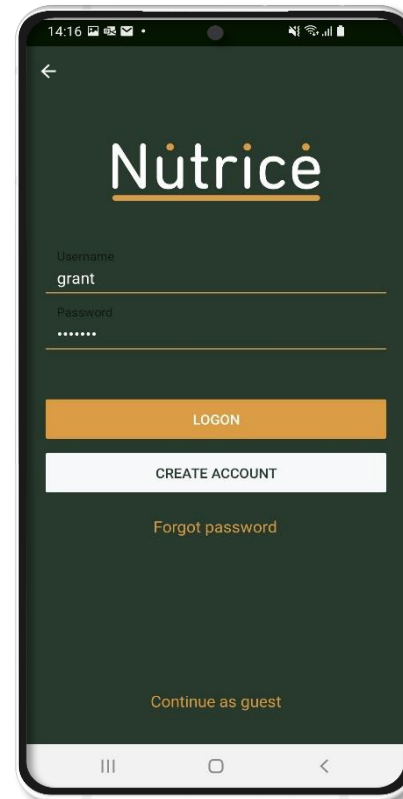 14:16
Nutrice
Username
grant
Password
•••••••
LOGON
CREATE ACCOUNT
Forgot password
Continue as guest